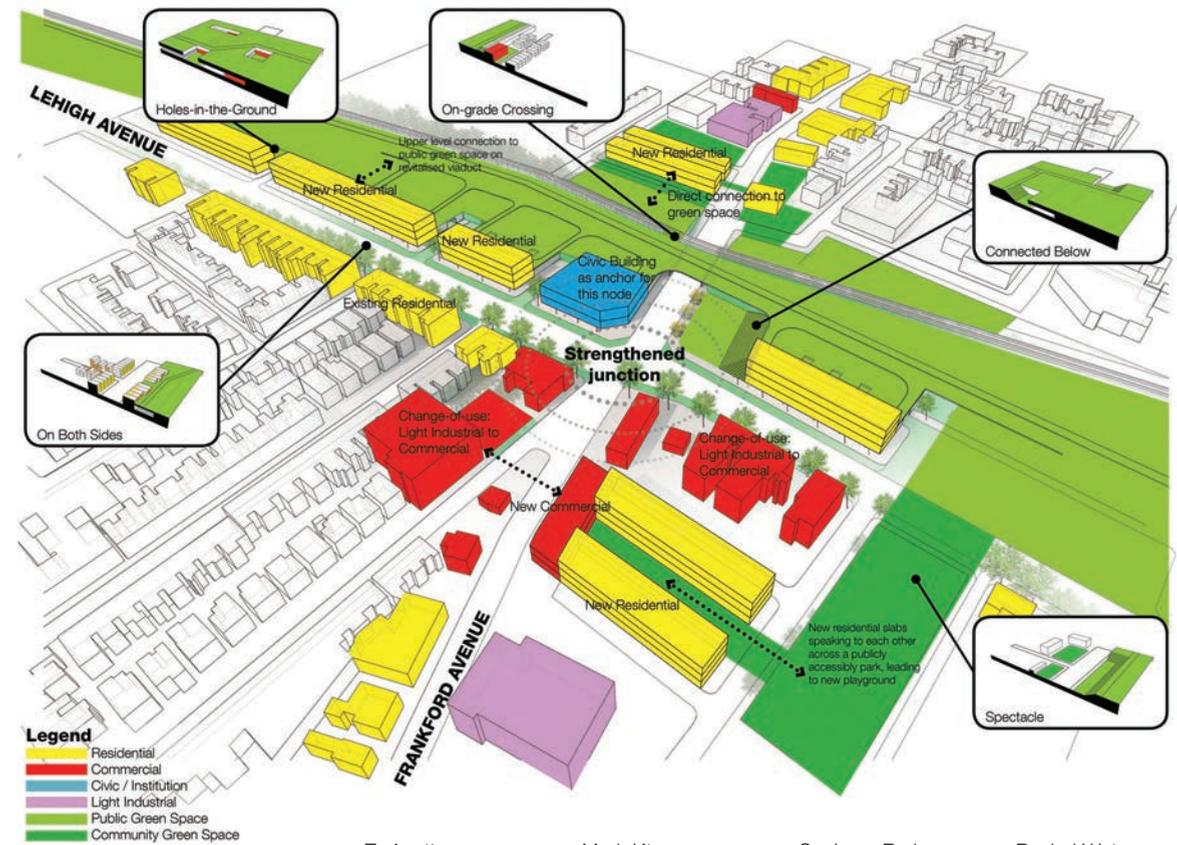 LEHIGH AVENUE
Holes-in-the-Ground
On-grade Crossing
Upper level connection to
public green space on
revitalised viaduct
New Residential
New Residential
Direct connection to
green space
New Residential
Civic Building
as anchor for
this node
Connected Below
Existing Residential
Strengthened
junction
On Both Sides
Change-of-use:
Light Industrial to
Commercial
Change-of-use:
Light Industrial to
Commercial
New Commercial
New Residential
New residential slabs
speaking to each other
across a publicly
accessibly park, leading
to new playground
Spectacle
FRANKFORD AVENUE
Legend
Residential
Commercial
Civic / Institution
Light Industrial
Public Green Space
Community Green Space